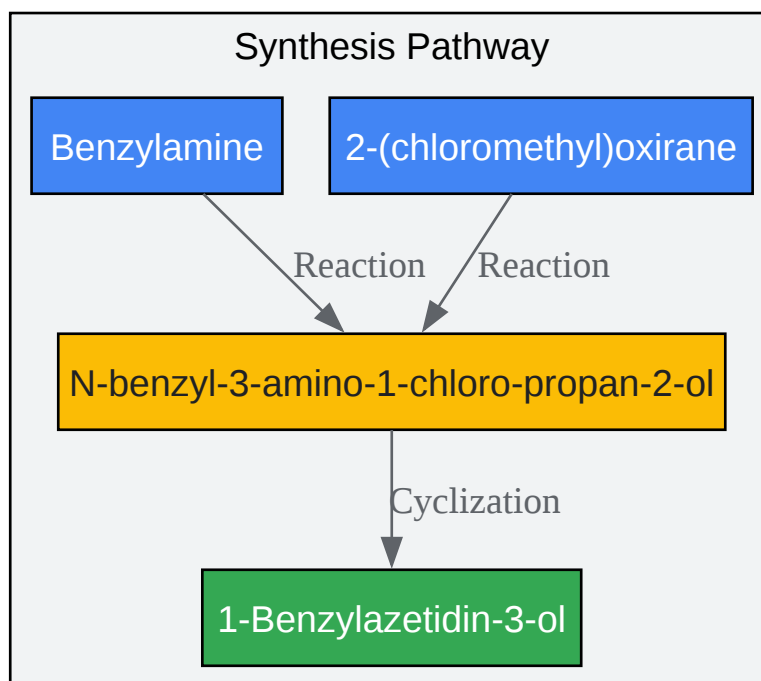 Synthesis Pathway
Benzylamine
2-(chloromethyl)oxirane
Reaction
Reaction
N-benzyl-3-amino-1-chloro-propan-2-ol
Cyclization
1-Benzylazetidin-3-ol